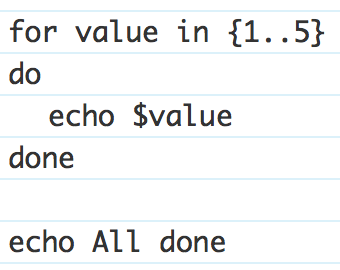 for value in {1..5}
do
echo $value
done
echo All done